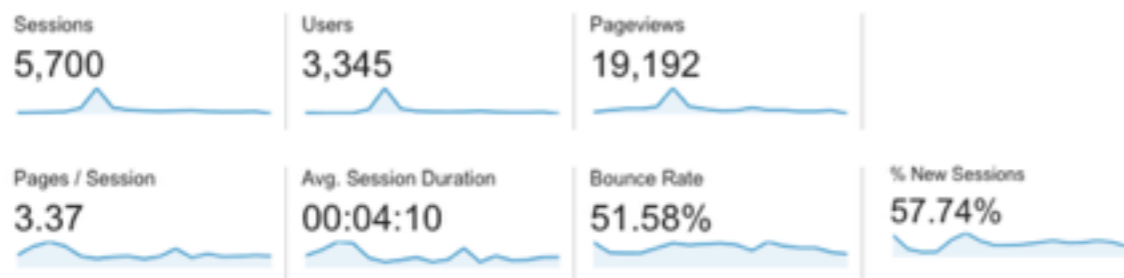 Sessions
5,700
Users
3,345
Pageviews
19,192
Pages / Session
3.37
Avg. Session Duration
00:04:10
Bounce Rate
51.58%
% New Sessions
57.74%